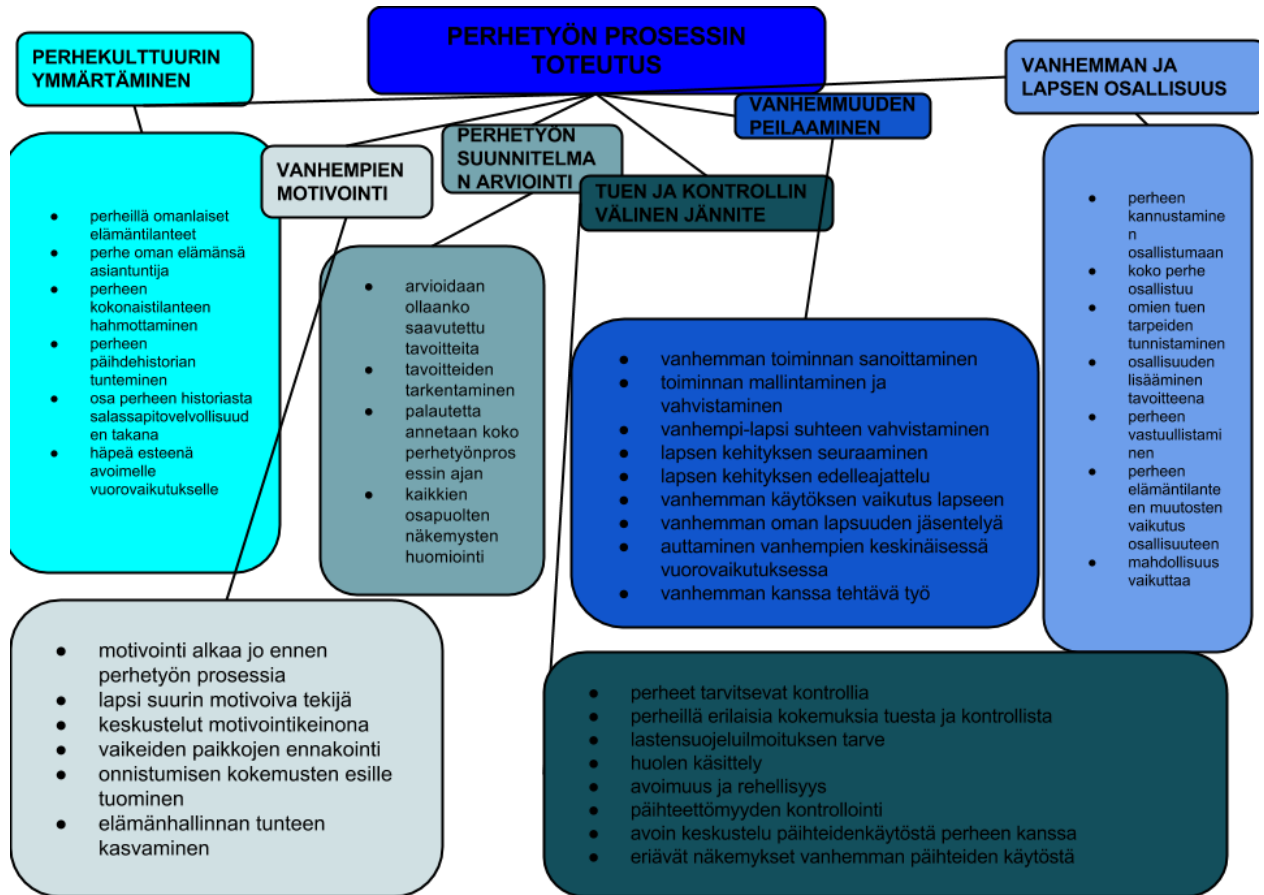 PERHETYÖN PROSESSIN
TOTEUTUS
PERHEKULTTUURIN
YMMÄRTÄMINEN
● perheillä omanlaiset
elämäntilanteet
● perhe oman elämänsä
asiantuntija
● perheen
kokonaistilanteen
hahmottaminen
● perheen
päihdehistorian
tunteminen
● osa perheen historiasta
salassapitovelvollisuud
en takana
● häpeä esteenä
avoimelle
vuorovaikutukselle
VANHEMPIEN
MOTIVOINTI
● motivointi alkaa jo ennen
perhetyön prosessia
● lapsi suurin motivoiva tekijä
● keskustelut motivointikeinona
● vaikeiden paikkojen ennakointi
● onnistumisen kokemusten esille
tuominen
● elämänhallinnan tunteen
kasvaminen
PERHETYÖN
SUUNNITELMA
N ARVIOINTI
● arvioidaan
ollaanko
saavutettu
tavoitteita
● tavoitteiden
tarkentaminen
● palautetta
annetaan koko
perhetyönpros
essin ajan
● kaikkien
osapuolten
näkemysten
huomiointi
TUEN JA KONTROLLIN
VÄLINEN JÄNNITE
● perheet tarvitsevat kontrollia
● perheillä erilaisia kokemuksia tuesta ja kontrollista
● lastensuojeluilmoituksen tarve
● huolen käsittely
● avoimuus ja rehellisyys
● päihteettömyyden kontrollointi
● avoin keskustelu päihteidenkäytöstä perheen kanssa
● eriävät näkemykset vanhemman päihteiden käytöstä
VANHEMMUUDEN
PEILAAMINEN
● vanhemman toiminnan sanoittaminen
● toiminnan mallintaminen ja
vahvistaminen
● vanhempi-lapsi suhteen vahvistaminen
● lapsen kehityksen seuraaminen
● lapsen kehityksen edelleajattelu
● vanhemman käytöksen vaikutus lapseen
● vanhemman oman lapsuuden jäsentelyä
● auttaminen vanhempien keskinäisessä
vuorovaikutuksessa
● vanhemman kanssa tehtävä työ
VANHEMMAN JA
LAPSEN OSALLISUUS
● perheen
kannustamine
n
osallistumaan
● koko perhe
osallistuu
● omien tuen
tarpeiden
tunnistaminen
● osallisuuden
lisääminen
tavoitteena
● perheen
vastuullistami
nen
● perheen
elämäntilante
en muutosten
vaikutus
osallisuuteen
● mahdollisuus
vaikuttaa